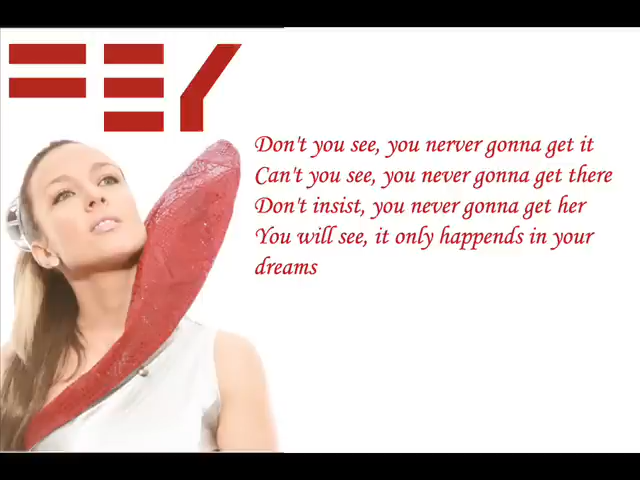 FEY
Don't you see, you nerver gonna get it
Can't you see, you never gonna get there
Don't insist, you never gonna get her
You will see, it only happends in your
dreams